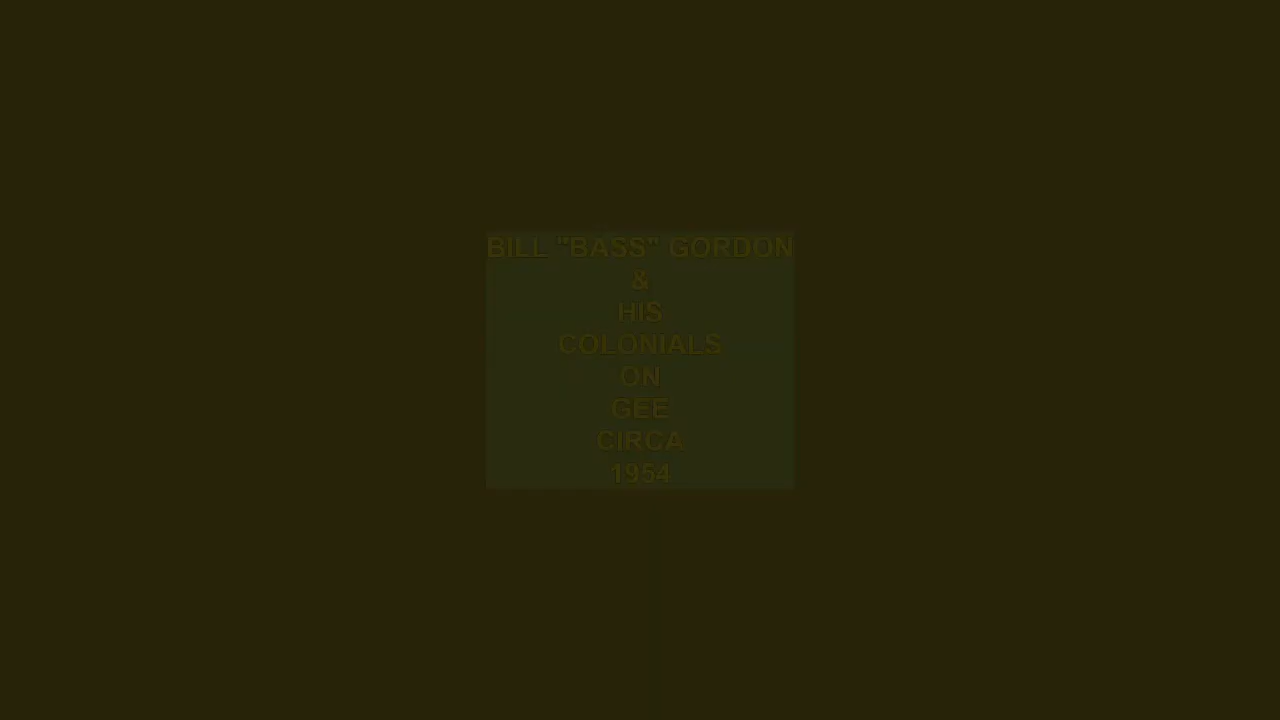 BILL "BASS" GORDON
&
HIS
COLONIALS
ON
GEE
CIRCA
1954